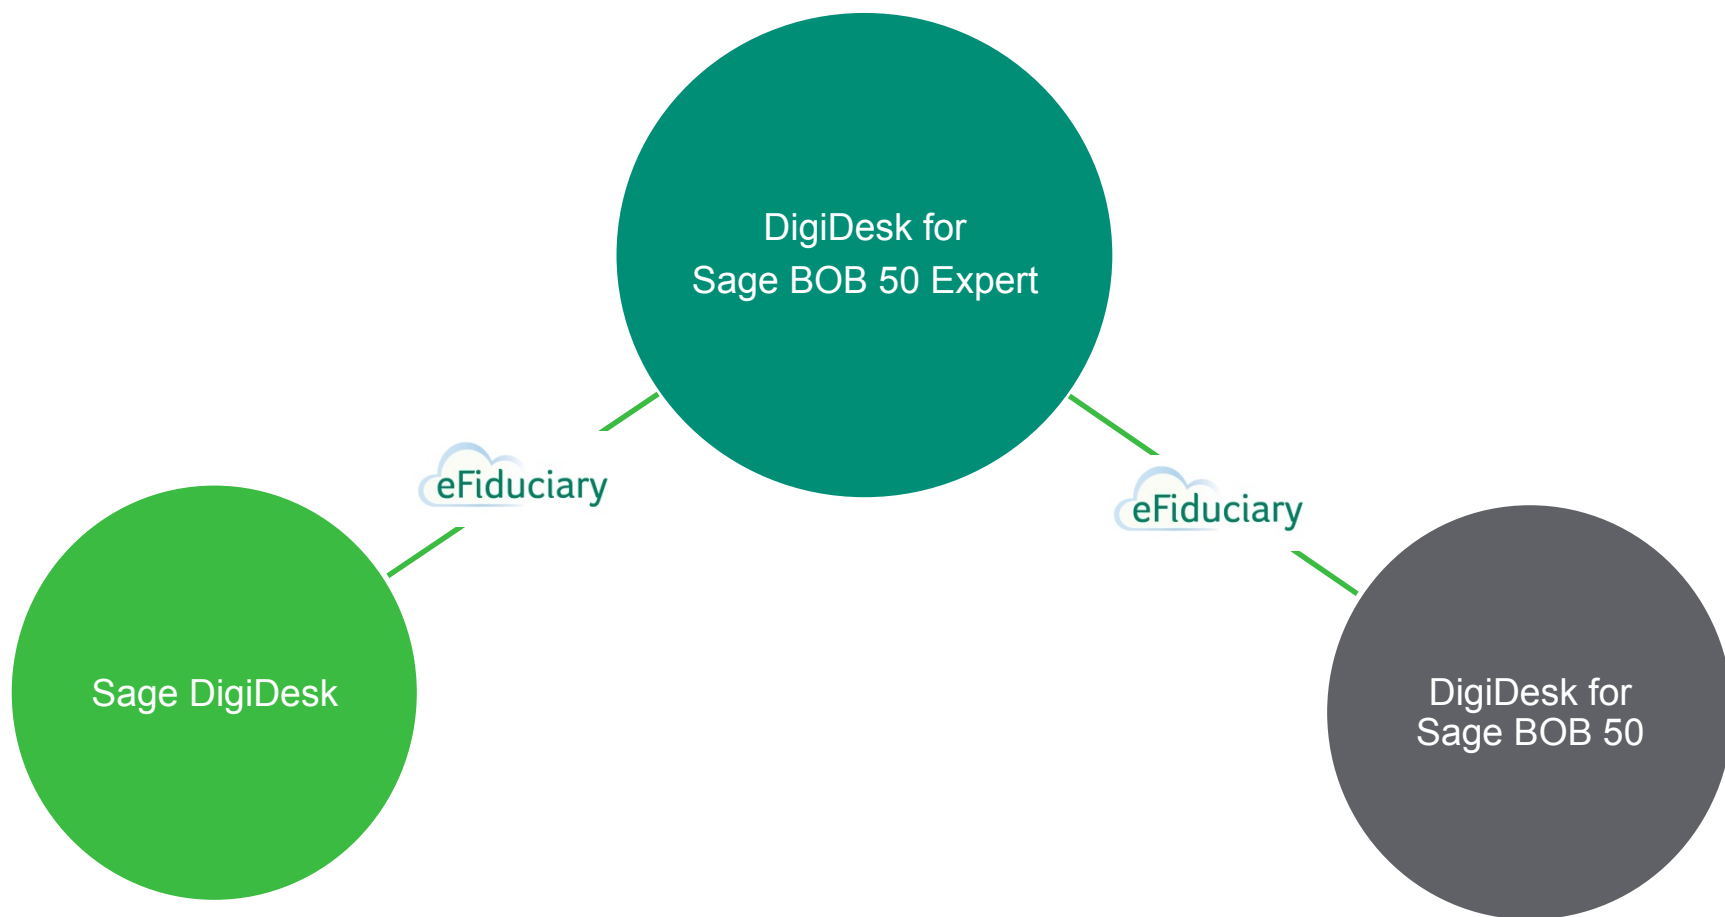 DigiDesk for
Sage BOB 50 Expert
eFiduciary
eFiduciary
Sage DigiDesk
DigiDesk for
Sage BOB 50